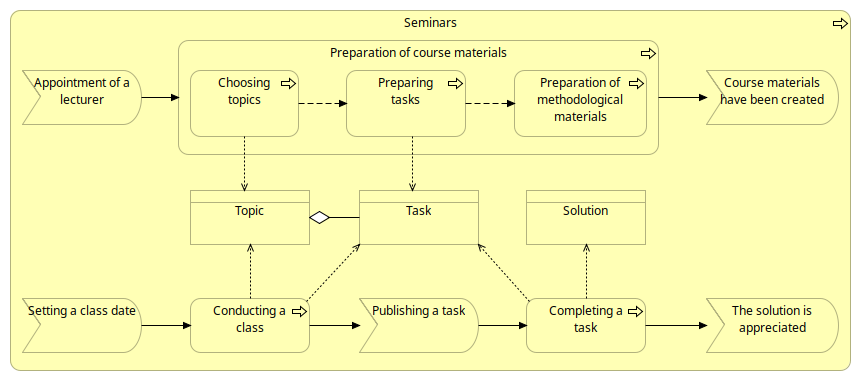 Seminars
Preparation of course materials
Appointment of a
lecturer
Choosing
topics
Preparing
tasks
Preparation of
methodological
materials
Course materials
have been created
Topic
Task
Solution
Setting a class date
Conducting a
class
Publishing a task
Completing a
task
The solution is
appreciated